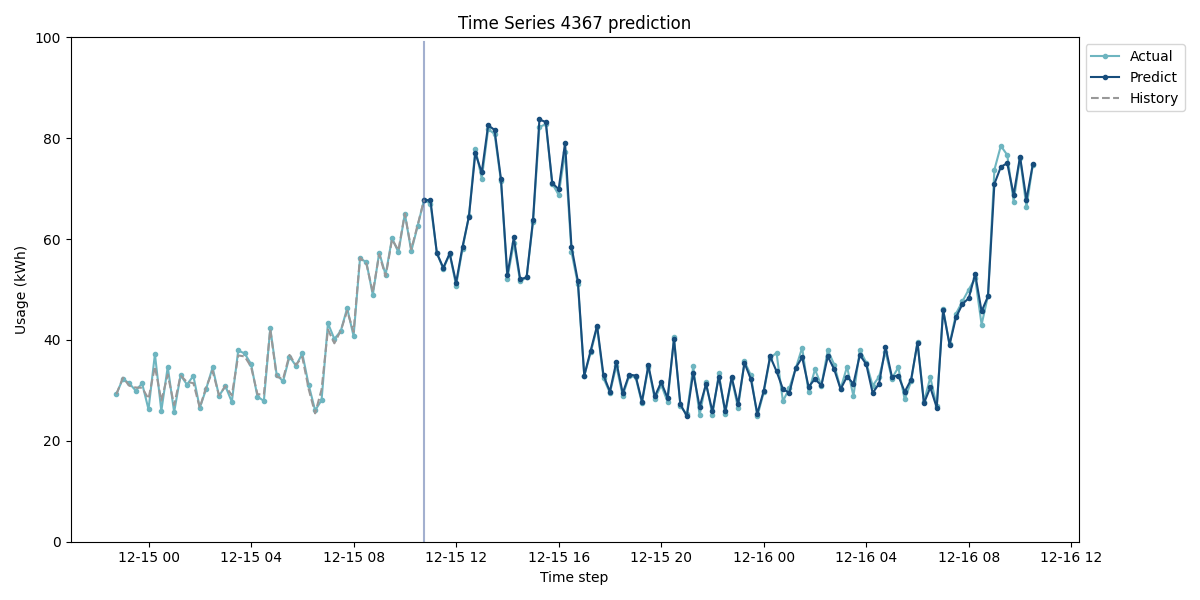 Time Series 4367 prediction
Actual
Predict
History
Usage (kWh)
100
80
60
40
20
0
12-15 00
12-15 04
12-15 08
12-15 12
12-15 16
12-15 20
12-16 00
12-16 04
12-16 08
12-16 12
Time step